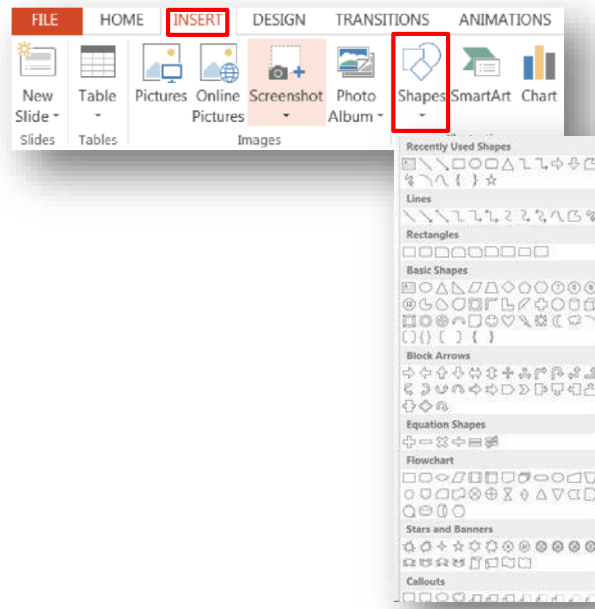 FILE HOME INSERT DESIGN TRANSITIONS ANIMATIONS
New Slide Table Pictures Online Pictures Screenshot Photo Album Shapes SmartArt Chart
Slides Tables Images
Recently Used Shapes
Lines
Rectangles
Basic Shapes
Block Arrows
Equation Shapes
Flowchart
Stars and Banners
Callouts